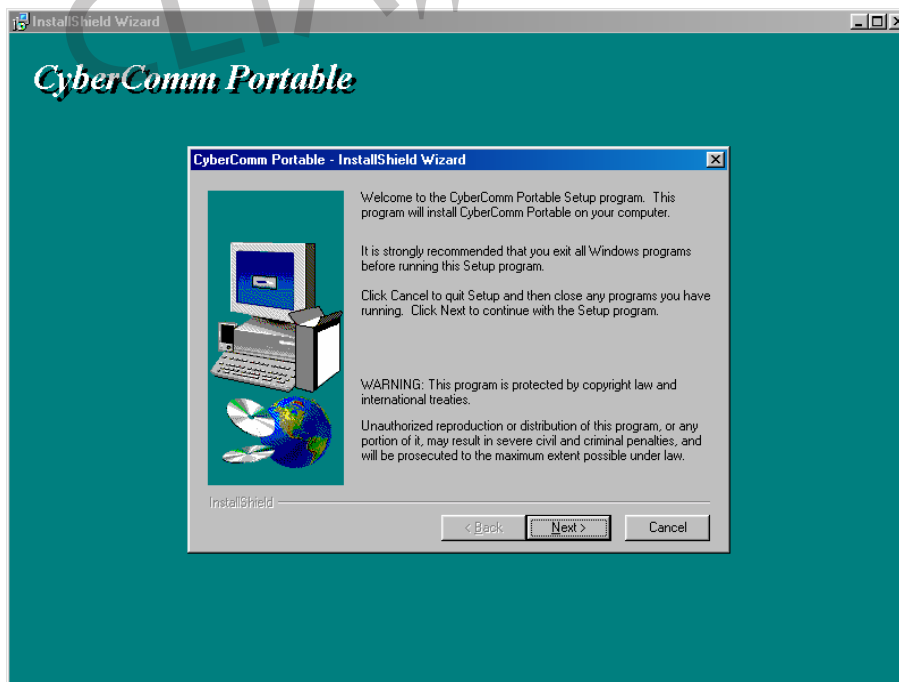 InstallShield Wizard
CyberComm Portable
CyberComm Portable - InstallShield Wizard
Welcome to the CyberComm Portable Setup program. This
program will install CyberComm Portable on your computer.
It is strongly recommended that you exit all Windows programs
before running this Setup program.
Click Cancel to quit Setup and then close any programs you have
running. Click Next to continue with the Setup program.
WARNING: This program is protected by copyright law and
international treaties.
Unauthorized reproduction or distribution of this program, or any
portion of it, may result in severe civil and criminal penalties, and
will be prosecuted to the maximum extent possible under law.
InstallShield
< Back Next > Cancel